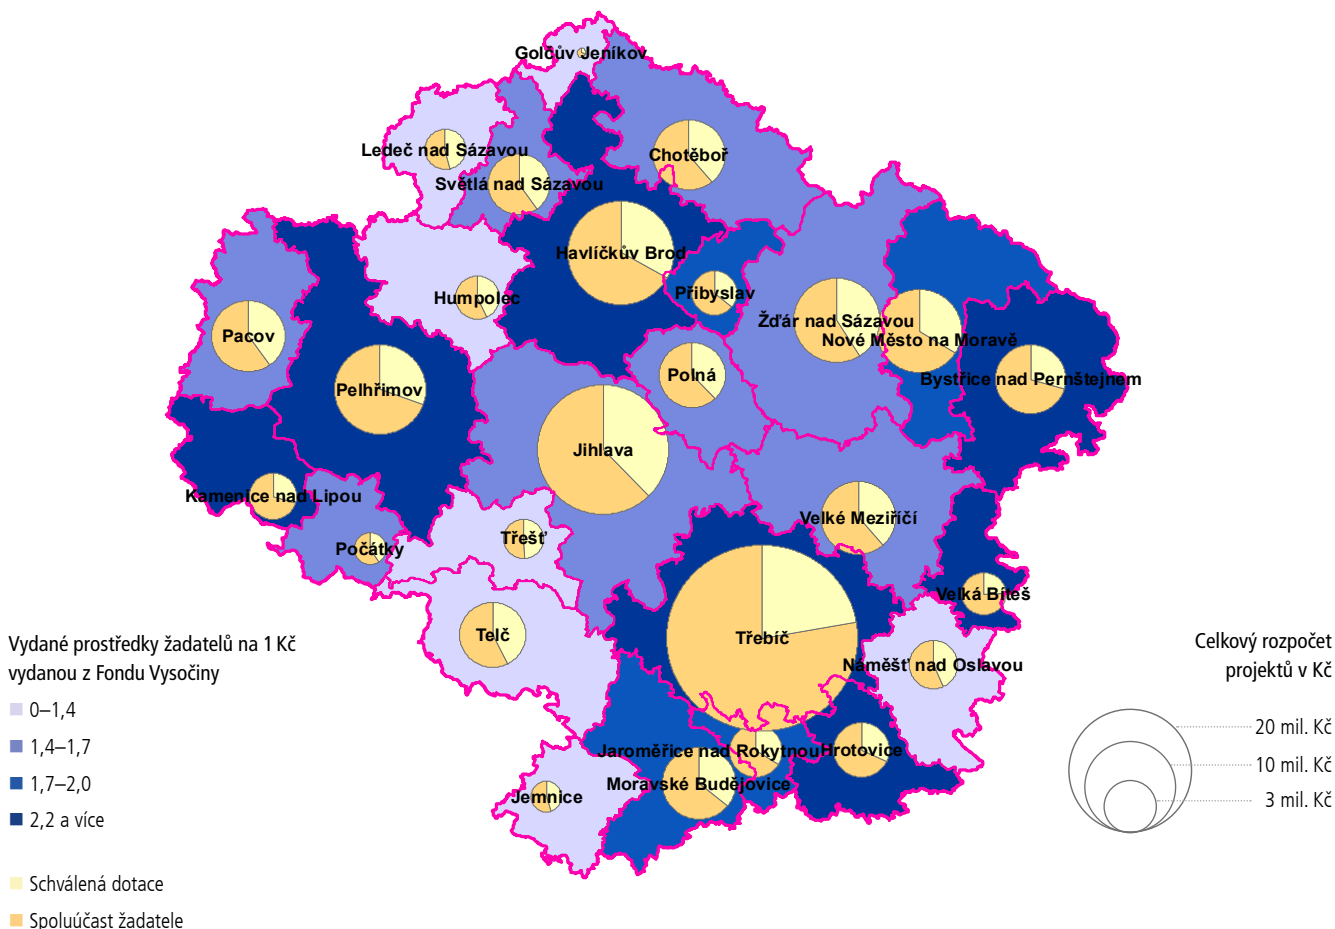 Golčův Jeníkov
Ledeč nad Sázavou
Chotěboř
Světlá nad Sázavou
Havlíčkův Brod
Přibyslav
Humpolec
Žďár nad Sázavou
Pacov
Nové Město na Moravě
Polná
Bystřice nad Pernštejnem
Pelhřimov
Jihlava
Kamenice nad Lipou
Velké Meziříčí
Třešť
Počátky
Velká Bíteš
Telč
Třebíč
Náměšť nad Oslavou
Jaroměřice nad Rokytnou
Hrotovice
Moravské Budějovice
Jemnice
Vydané prostředky žadatelů na 1 Kč
vydanou z Fondu Vysočiny
0–1,4
1,4–1,7
1,7–2,0
2,2 a více
Schválená dotace
Spoluúčast žadatele
Celkový rozpočet
projektů v Kč
20 mil. Kč
10 mil. Kč
3 mil. Kč